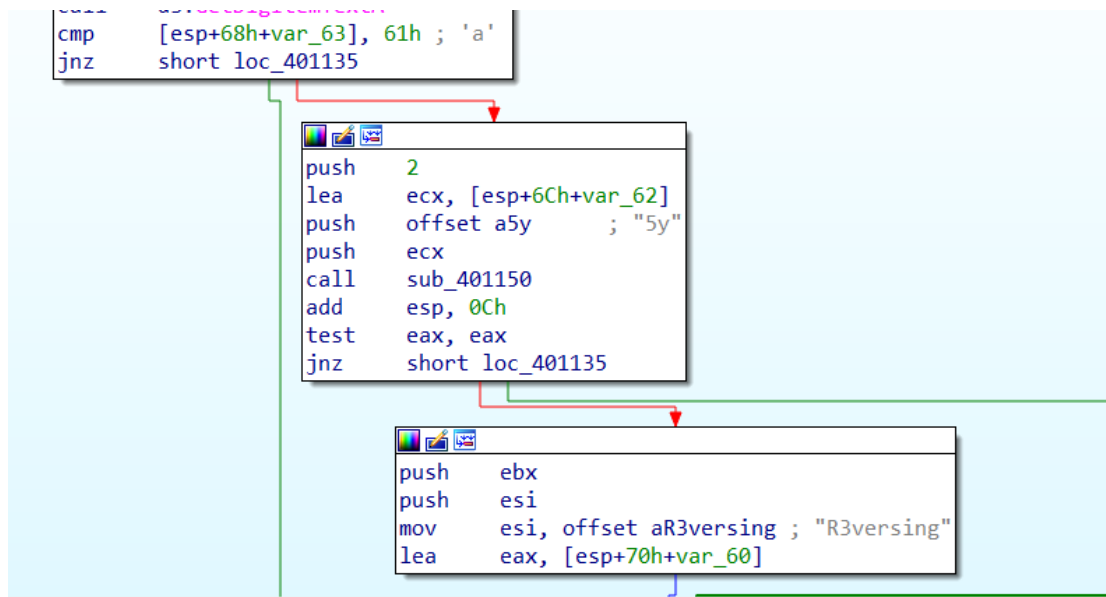 cmp [esp+68h+var_63], 61h ; 'a'
jnz short loc_401135
push 2
lea ecx, [esp+6Ch+var_62]
push offset a5y ; "5y"
push ecx
call sub_401150
add esp, 0Ch
test eax, eax
jnz short loc_401135
push ebx
push esi
mov esi, offset aR3versing ; "R3versing"
lea eax, [esp+70h+var_60]